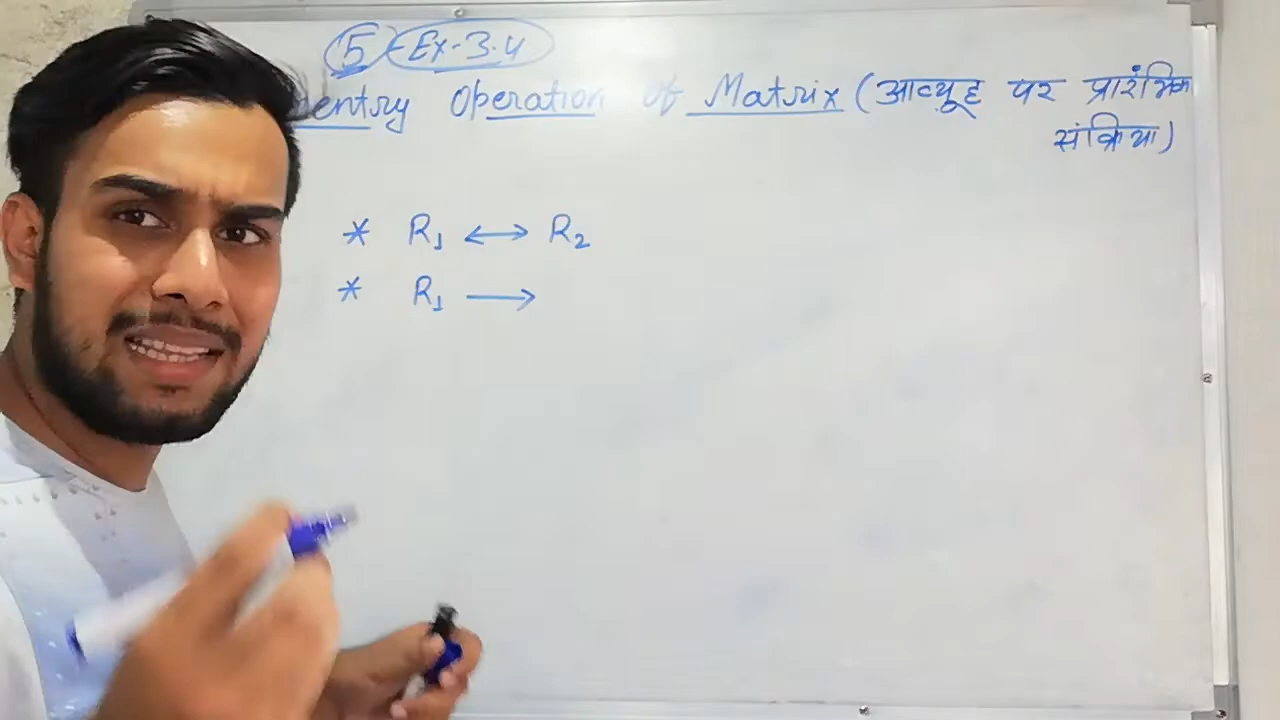 5 Ex-3.4
entry Operation of Matrix (आव्यूह पर प्रारंभिक
संक्रिया)
* R₁ ↔ R₂
* R₁ →